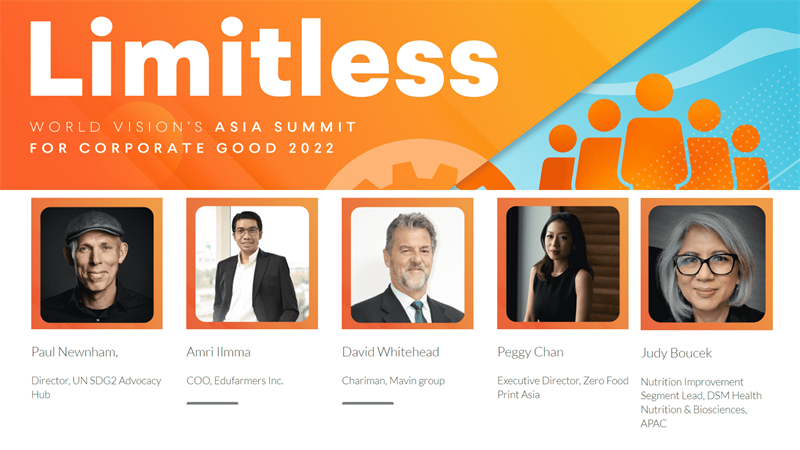 Limitless
WORLD VISION'S ASIA SUMMIT
FOR CORPORATE GOOD 2022
Paul Newnham,
Director, UN SDG2 Advocacy
Hub
Amri Ilmma
COO, Edufarmers Inc.
David Whitehead
Chariman, Mavin group
Peggy Chan
Executive Director, Zero Food
Print Asia
Judy Boucek
Nutrition Improvement
Segment Lead, DSM Health
Nutrition & Biosciences,
APAC